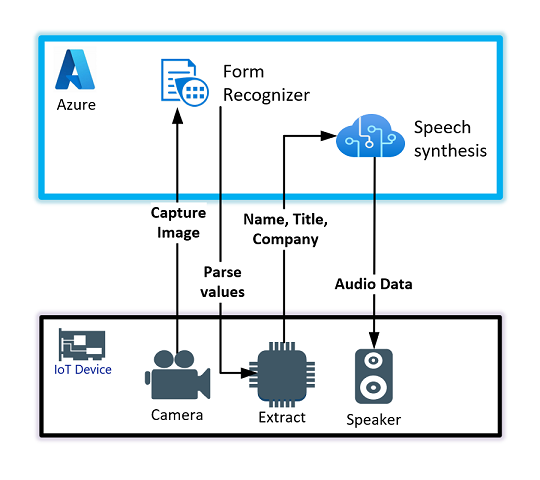 Azure
Form
Recognizer
Speech
synthesis
Capture
Image
Name, Title,
Company
Parse
values
Audio Data
IoT Device
Camera
Extract
Speaker